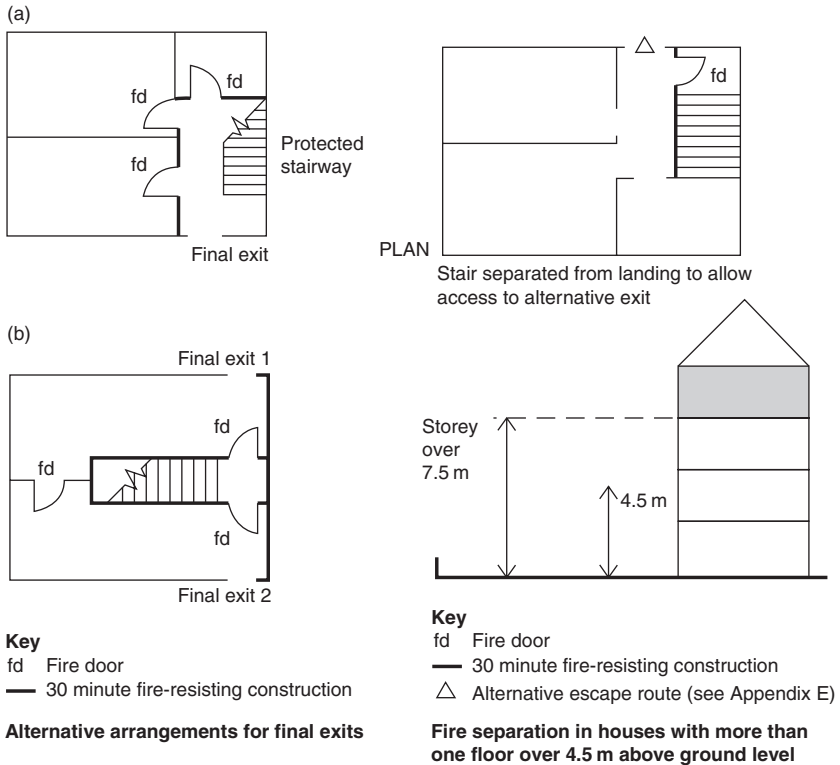 (a)
fd
fd
fd
Protected
stairway
Final exit
fd
PLAN
Stair separated from landing to allow
access to alternative exit
(b)
Final exit 1
fd
fd
fd
Final exit 2
Storey
over
7.5 m
4.5 m
Key
fd Fire door
30 minute fire-resisting construction
Alternative arrangements for final exits
Key
fd Fire door
30 minute fire-resisting construction
Alternative escape route (see Appendix E)
Fire separation in houses with more than
one floor over 4.5 m above ground level